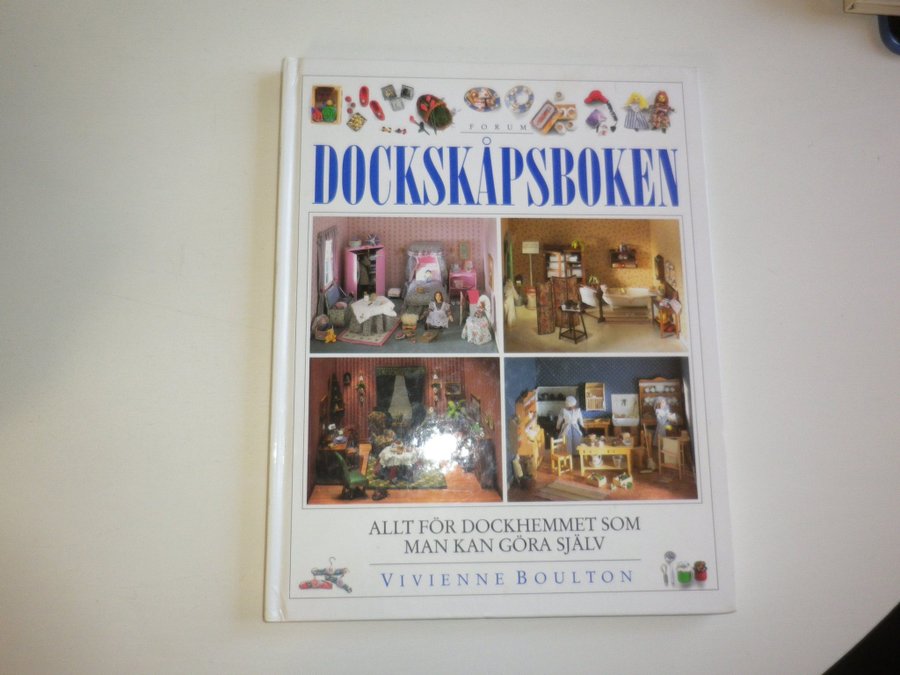 FORUM
DOCKSKÅPSBOKEN
ALLT FÖR DOCKHEMMET SOM
MAN KAN GÖRA SJÄLV
VIVIENNE BOULTON